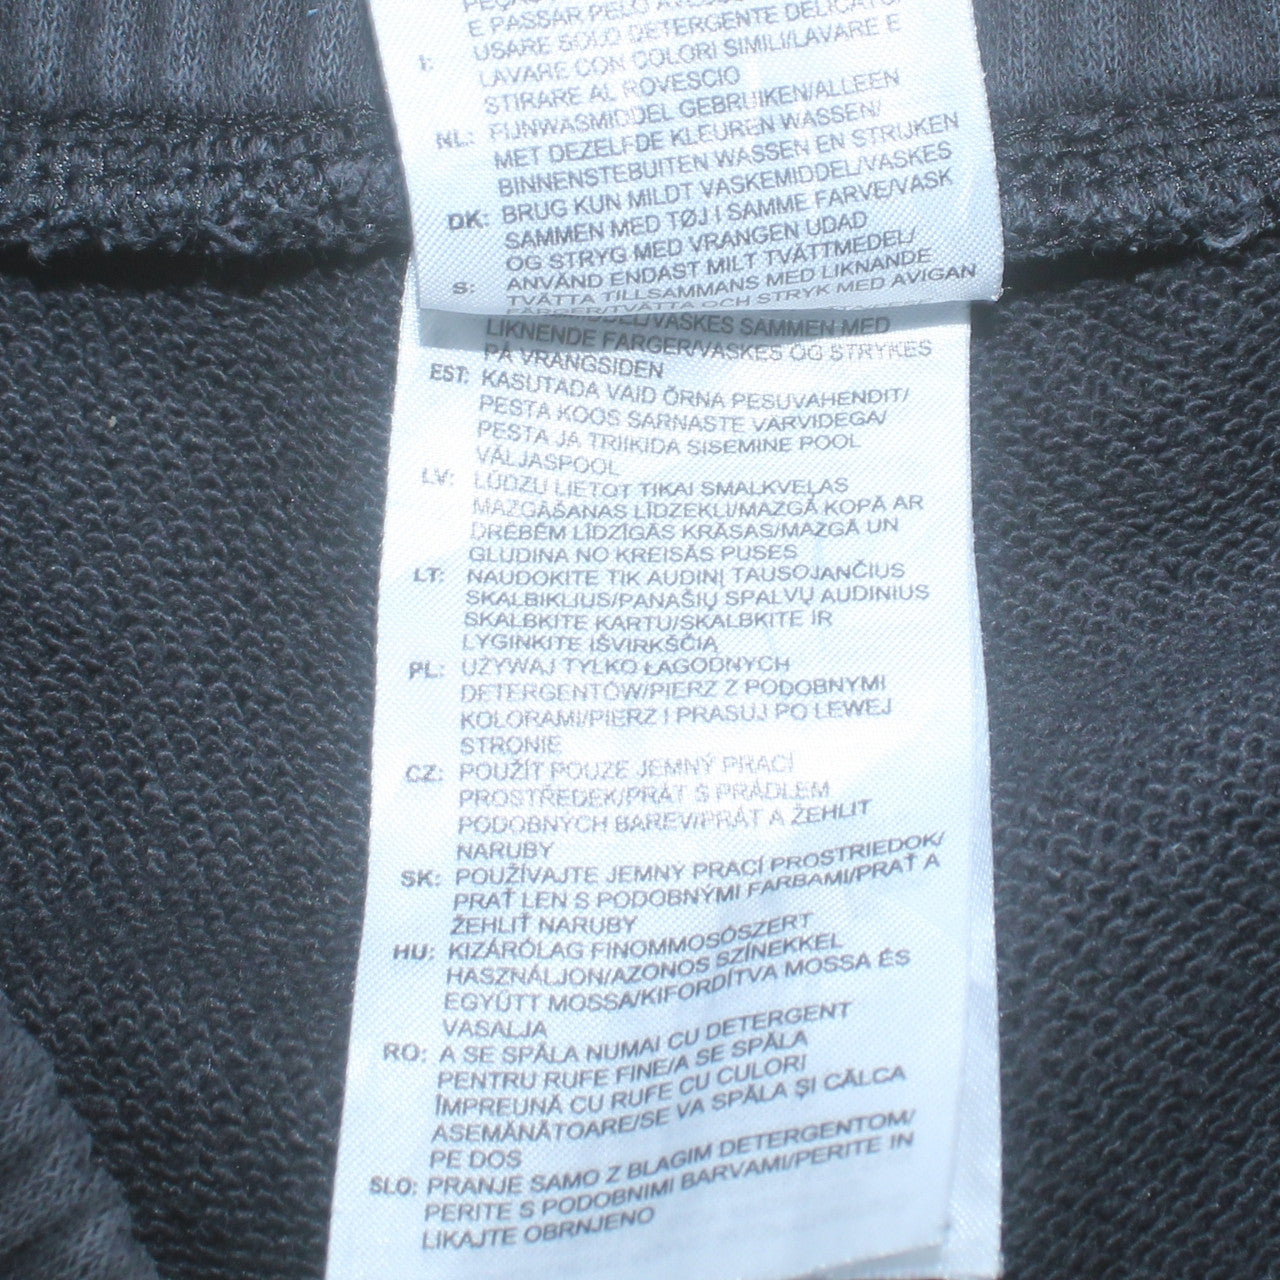 E PASSAR PELO
I: USARE SOLO DETERGENTE DELICATO
LAVARE CON COLORI SIMILI/LAVARE E
STIRARE AL ROVESCIO
NL: FIJNWASMIDDEL GEBRUIKEN/ALLEEN
MET DEZELFDE KLEUREN WASSEN/
BINNENSTEBUITEN WASSEN EN STRIJKEN
DK: BRUG KUN MILDT VASKEMIDDEL/VASKES
SAMMEN MED TØJ I SAMME FARVE/VASK
OG STRYG MED VRANGEN UDAD
S: ANVÄND ENDAST MILT TVÄTTMEDEL/
TVÄTTA TILLSAMMANS MED LIKNANDE
FÄRGER/TVÄTTA OCH STRYK MED AVIGAN
SAMMEN MED
LIKNENDE FARGER/VASKES OG STRYKES
PÅ VRANGSIDEN
EST: KASUTADA VAID ÕRNA PESUVAHENDIT/
PESTA KOOS SARNASTE VÄRVIDEGA/
PESTA JA TRIIKIDA SISEMINE POOL
VÄLJASPOOL
LV: LŪDZU LIETOT TIKAI SMALKVEĻAS
MAZGĀŠANAS LĪDZEKLI/MAZGĀ KOPĀ AR
DRĒBĒM LĪDZĪGĀS KRĀSĀS/MAZGĀ UN
GLUDINA NO KREISĀS PUSES
LT: NAUDOKITE TIK AUDINĮ TAUSOJANČIUS
SKALBIKLIUS/PANAŠIŲ SPALVŲ AUDINIUS
SKALBKITE KARTU/SKALBKITE IR
LYGINKITE IŠVIRKŠČIĄ
PL: UŻYWAJ TYLKO ŁAGODNYCH
DETERGENTÓW/PIERZ Z PODOBNYMI
KOLORAMI/PIERZ I PRASUJ PO LEWEJ
STRONIE
CZ: POUŽÍT POUZE JEMNÝ PRACÍ
PROSTŘEDEK/PRÁT S PRÁDLEM
PODOBNÝCH BAREV/PRÁT A ŽEHLIT
NARUBY
SK: POUŽÍVAJTE JEMNÝ PRACÍ PROSTRIEDOK/
PRAŤ LEN S PODOBNÝMI FARBAMI/PRAŤ A
ŽEHLIŤ NARUBY
HU: KIZÁRÓLAG FINOMMOSÓSZERT
HASZNÁLJON/AZONOS SZÍNEKKEL
EGYÜTT MOSSA/KIFORDÍTVA MOSSA ÉS
VASALJA
RO: A SE SPĂLA NUMAI CU DETERGENT
PENTRU RUFE FINE/A SE SPĂLA
ÎMPREUNĂ CU RUFE CU CULORI
ASEMĂNĂTOARE/SE VA SPĂLA ȘI CĂLCA
PE DOS
SLO: PRANJE SAMO Z BLAGIM DETERGENTOM/
PERITE S PODOBNIMI BARVAMI/PERITE IN
LIKAJTE OBRNJENO